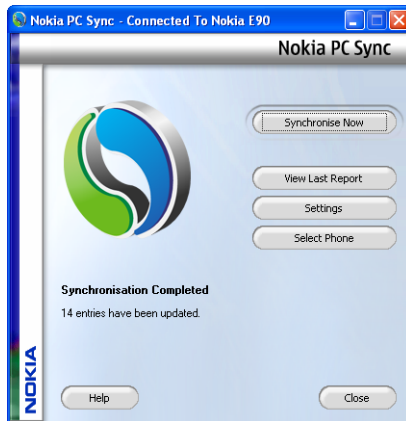 Nokia PC Sync - Connected To Nokia E90
Nokia PC Sync
Synchronise Now
View Last Report
Settings
Select Phone
Synchronisation Completed
14 entries have been updated.
NOKIA
Help
Close